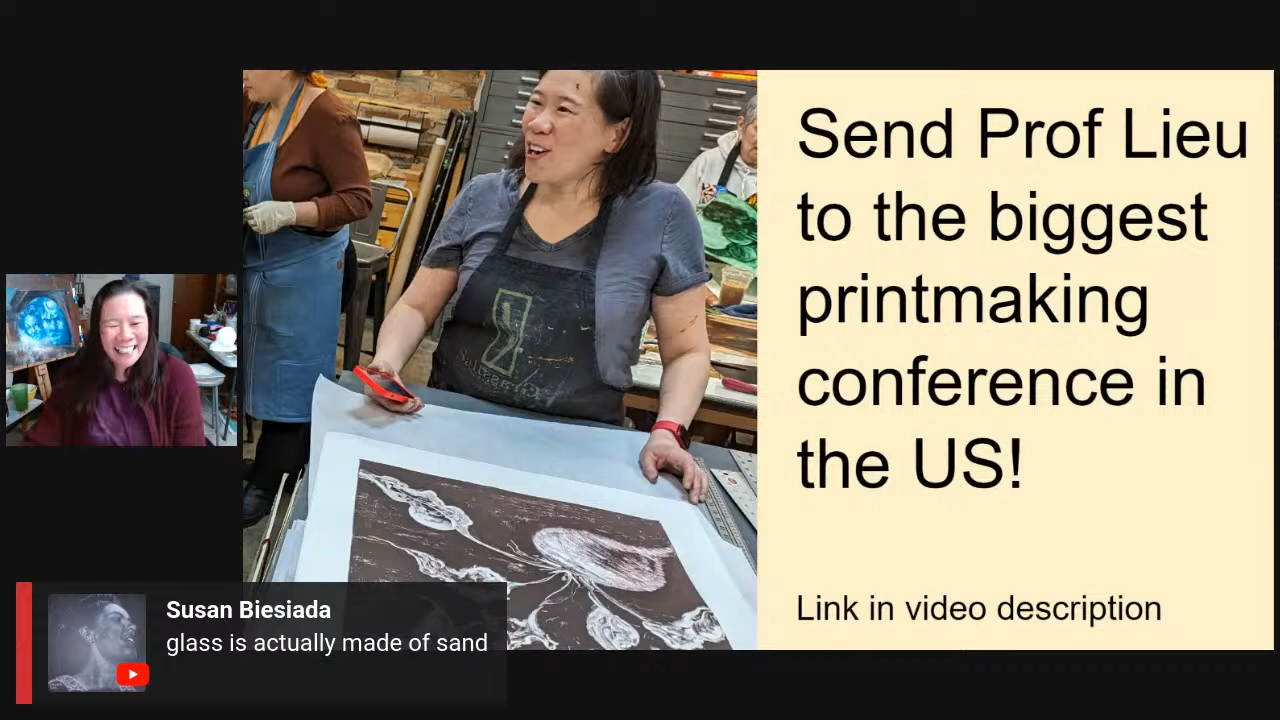 Send Prof Lieu
to the biggest
printmaking
conference in
the US!
Link in video description
Susan Biesiada
glass is actually made of sand